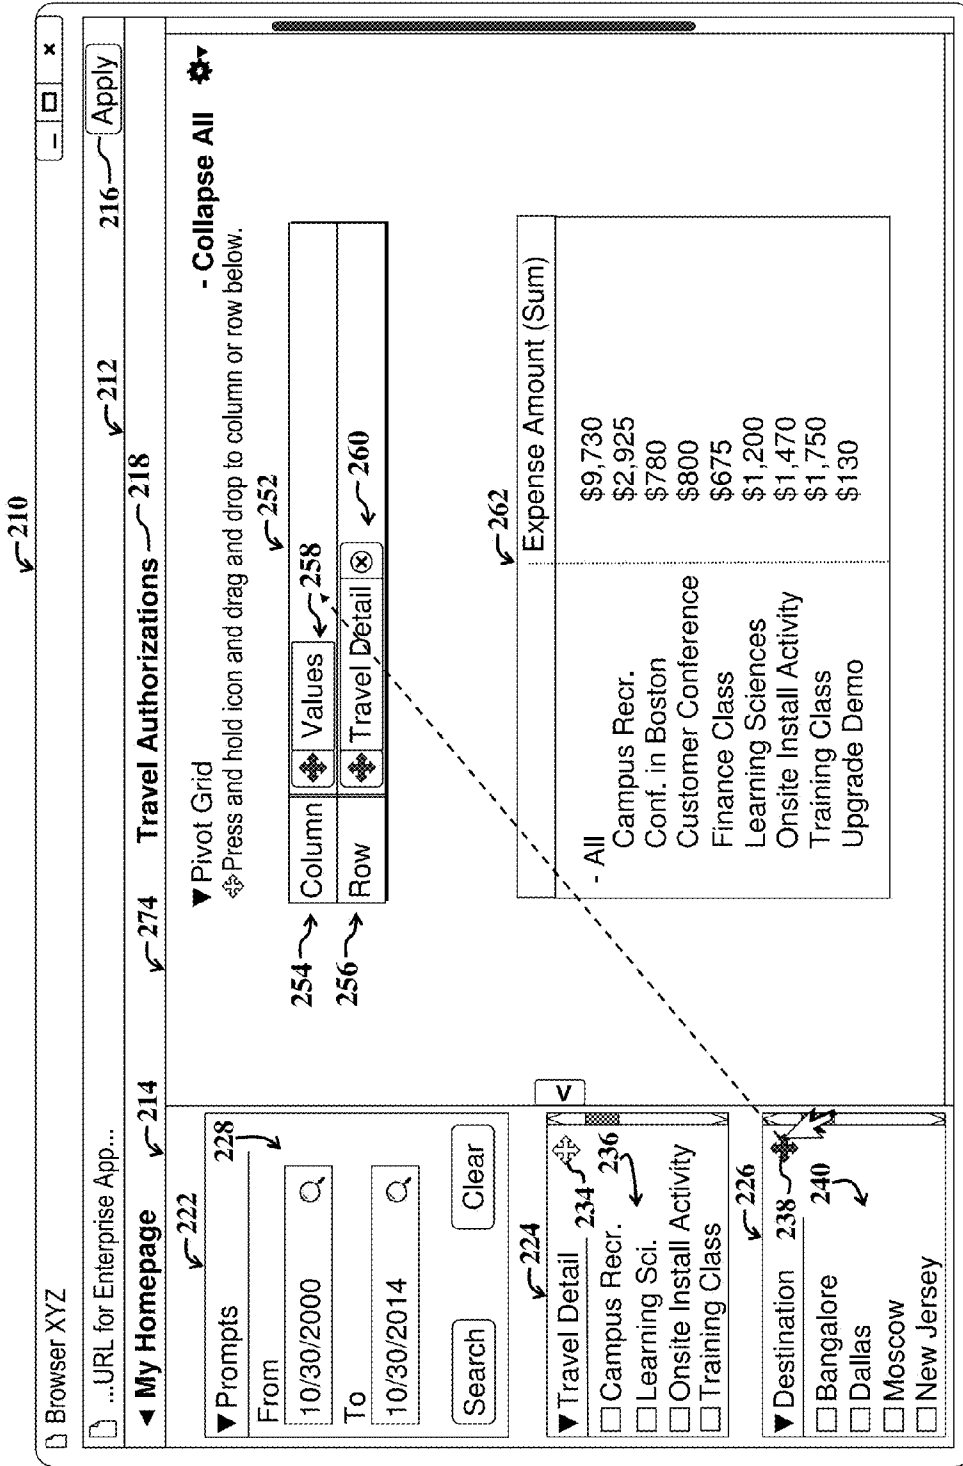 210
Browser XYZ
...URL for Enterprise App...
212
216
Apply
My Homepage
214
274
Travel Authorizations
218
222
Prompts
228
From
10/30/2000
To
10/30/2014
Search
Clear
224
Travel Detail
234
236
Campus Recr.
Learning Sci.
Onsite Install Activity
Training Class
226
Destination
238
240
Bangalore
Dallas
Moscow
New Jersey
Pivot Grid
- Collapse All
Press and hold icon and drag and drop to column or row below.
252
254
Column
Values
258
256
Row
Travel Detail
260
262
Expense Amount (Sum)
- All
Campus Recr. $9,730
Conf. in Boston $2,925
Customer Conference $780
Finance Class $800
Learning Sciences $675
Onsite Install Activity $1,200
Training Class $1,470
Upgrade Demo $1,750
$130